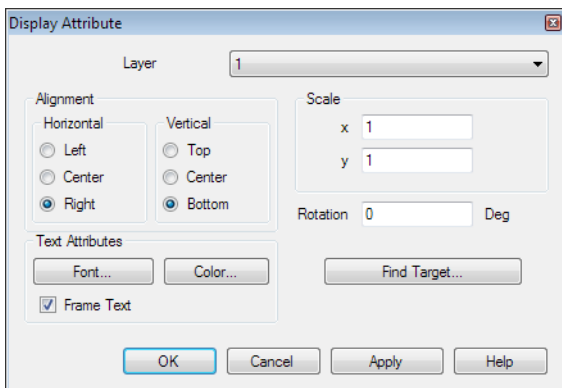 Display Attribute
Layer 1
Alignment
Horizontal
Left
Center
Right
Vertical
Top
Center
Bottom
Scale
x 1
y 1
Rotation 0 Deg
Text Attributes
Font...
Color...
Frame Text
Find Target...
OK
Cancel
Apply
Help